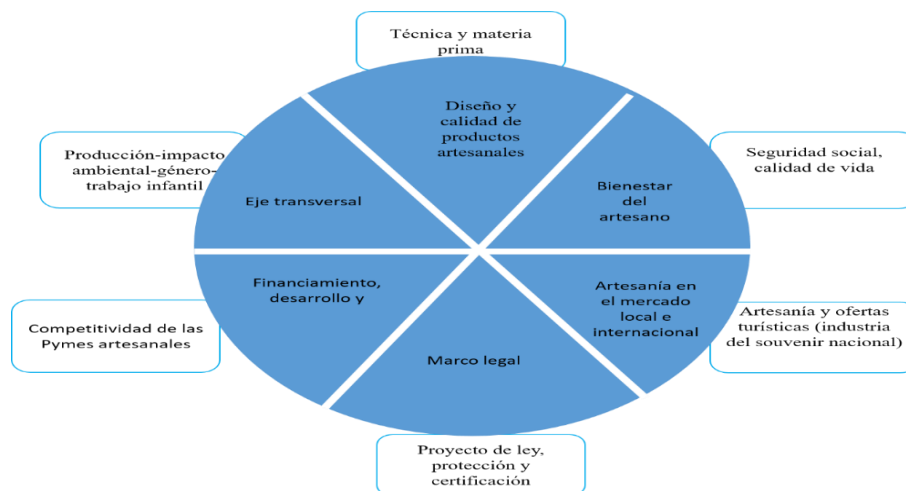 Técnica y materia
prima
Diseño y
calidad de
productos
artesanales
Producción-impacto
ambiental-género-
trabajo infantil
Eje transversal
Bienestar
del
artesano
Seguridad social,
calidad de vida
Financiamiento,
desarrollo y
Competitividad de las
Pymes artesanales
Artesanía en
el mercado
local e
internacional
Artesanía y ofertas
turísticas (industria
del souvenir nacional)
Marco legal
Proyecto de ley,
protección y
certificación